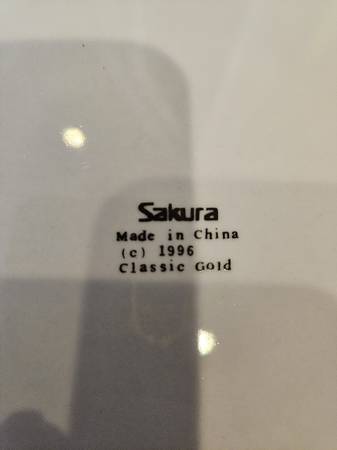 Sakura
Made in China
(c) 1996
Classic Gold